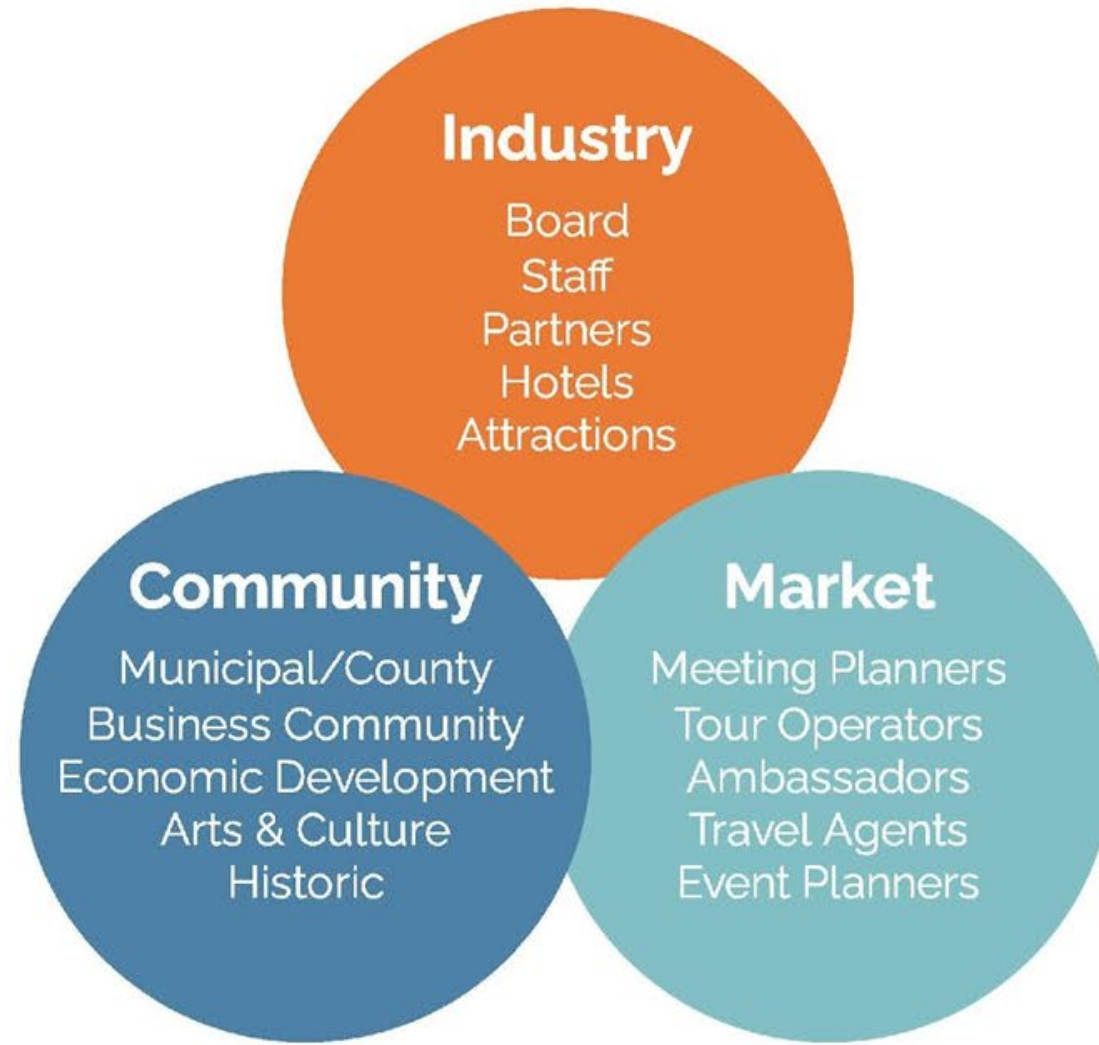 Industry
Board
Staff
Partners
Hotels
Attractions
Community
Municipal/County
Business Community
Economic Development
Arts & Culture
Historic
Market
Meeting Planners
Tour Operators
Ambassadors
Travel Agents
Event Planners